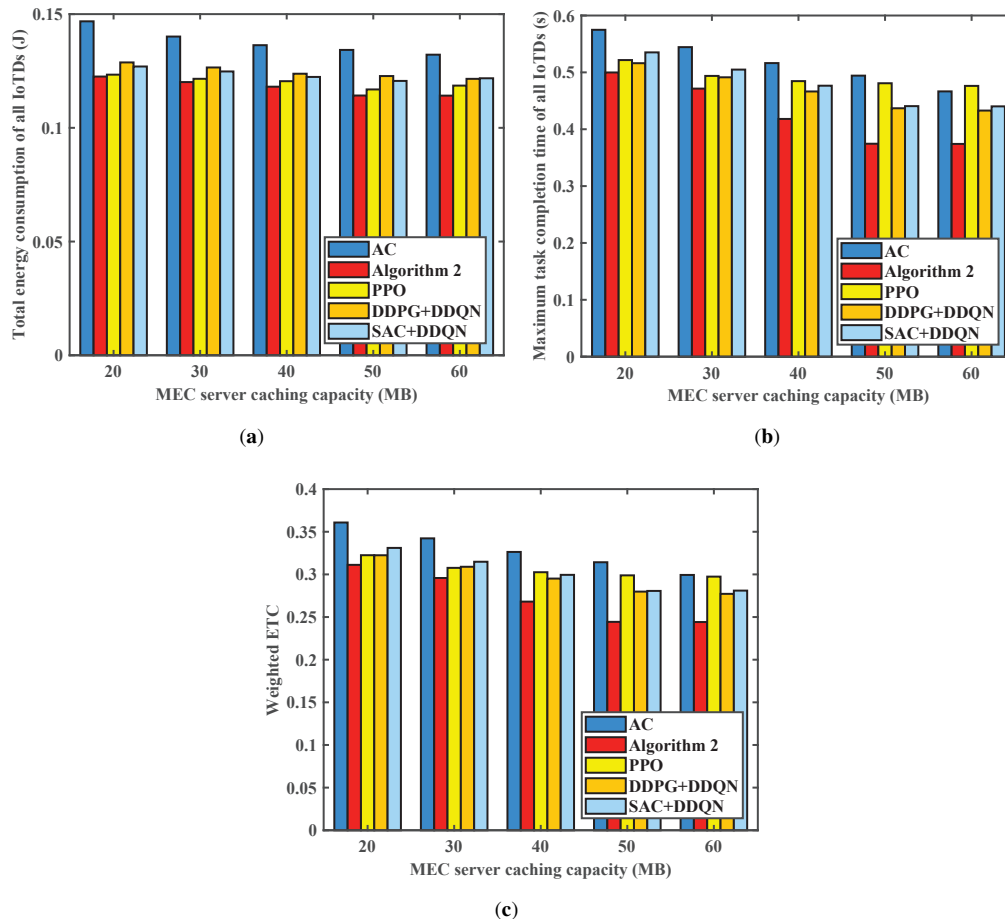 Total energy consumption of all IoTDs (J)
0.15
0.1
0.05
0
AC
Algorithm 2
PPO
DDPG+DDQN
SAC+DDQN
20 30 40 50 60
MEC server caching capacity (MB)
(a)
Maximum task completion time of all IoTDs (s)
0.6
0.5
0.4
0.3
0.2
0.1
0
AC
Algorithm 2
PPO
DDPG+DDQN
SAC+DDQN
20 30 40 50 60
MEC server caching capacity (MB)
(b)
Weighted ETC
0.4
0.35
0.3
0.25
0.2
0.15
0.1
0.05
0
AC
Algorithm 2
PPO
DDPG+DDQN
SAC+DDQN
20 30 40 50 60
MEC server caching capacity (MB)
(c)